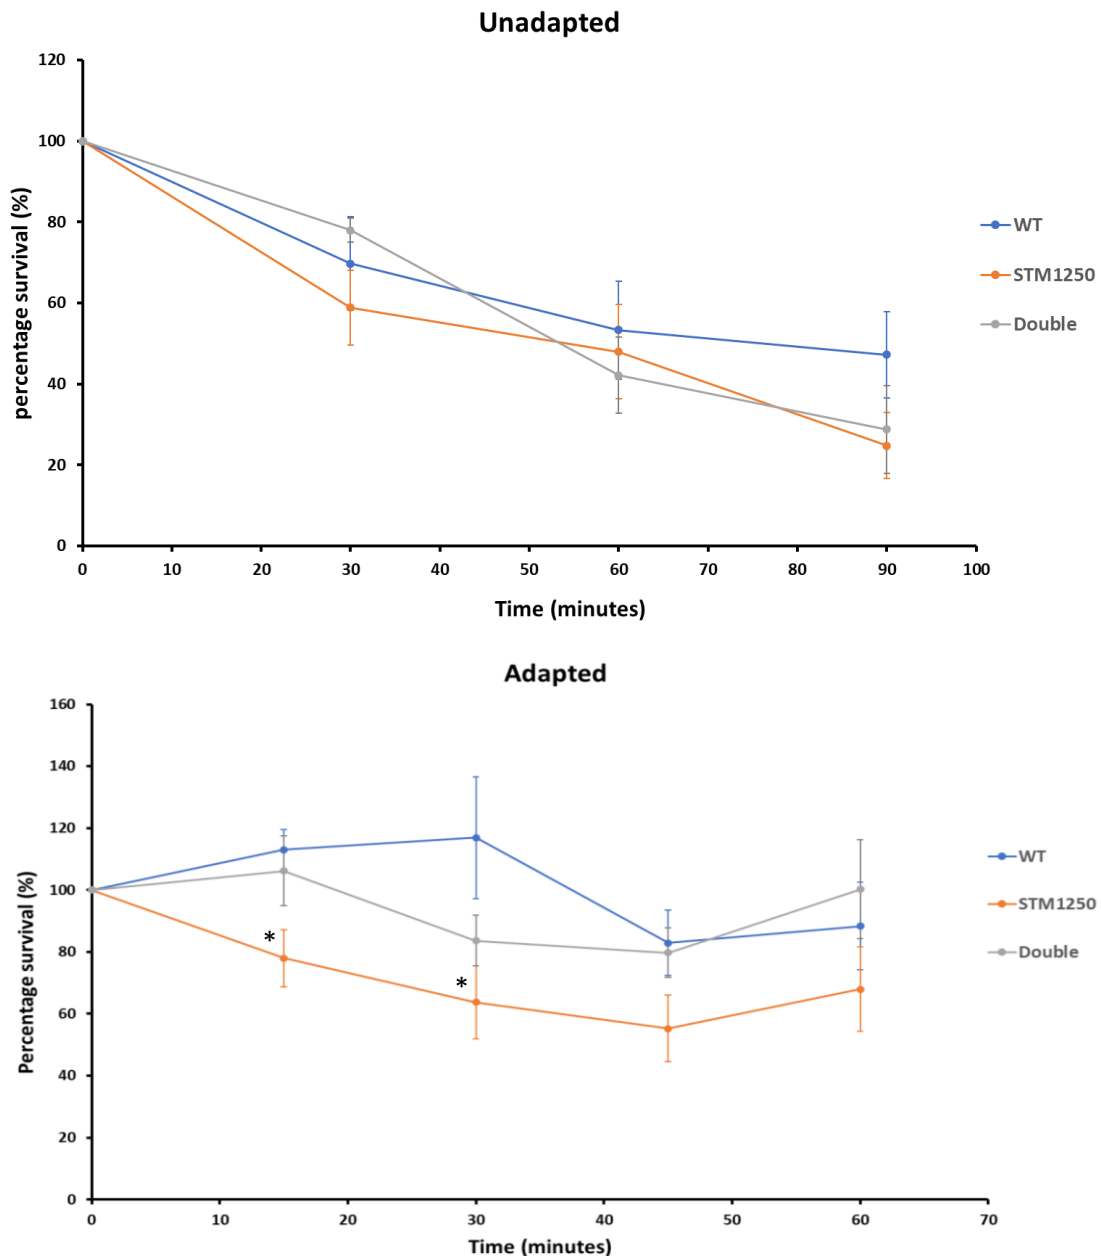 Unadapted
percentage survival (%)
120
100
80
60
40
20
0
0 10 20 30 40 50 60 70 80 90 100
Time (minutes)
WT
STM1250
Double
Adapted
Percentage survival (%)
160
140
120
100
80
60
40
20
0
*
*
0 10 20 30 40 50 60 70
Time (minutes)
WT
STM1250
Double